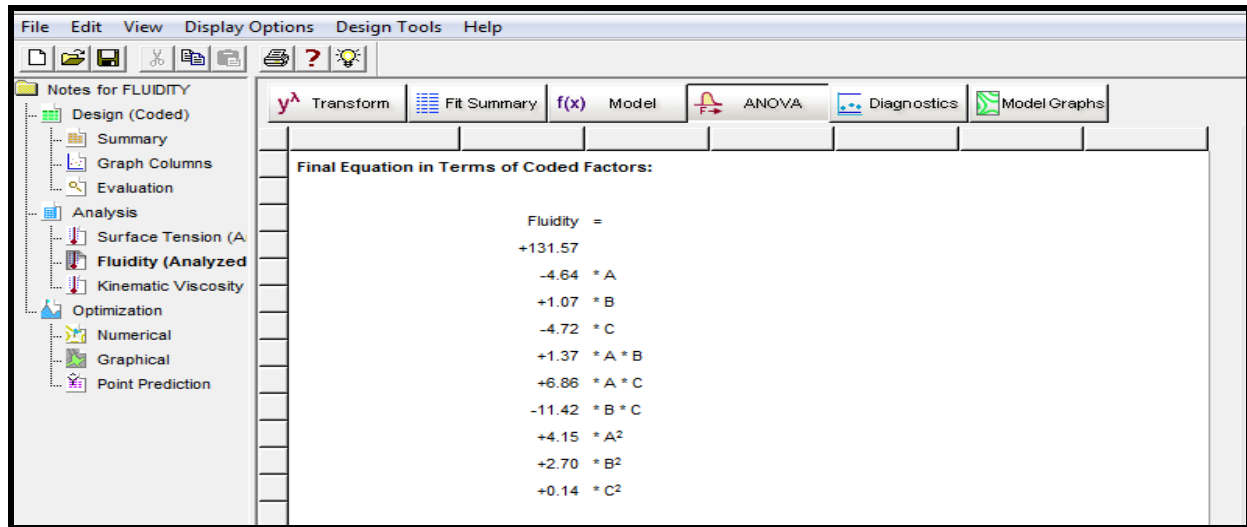 File Edit View Display Options Design Tools Help
?
Notes for FLUIDITY
Design (Coded)
Summary
Graph Columns
Evaluation
Analysis
Surface Tension (A
Fluidity (Analyzed
Kinematic Viscosity
Optimization
Numerical
Graphical
Point Prediction
yλ Transform Fit Summary f(x) Model F ANOVA Diagnostics Model Graphs
Final Equation in Terms of Coded Factors:
Fluidity =
+131.57
-4.64 * A
+1.07 * B
-4.72 * C
+1.37 * A * B
+6.86 * A * C
-11.42 * B * C
+4.15 * A²
+2.70 * B²
+0.14 * C²